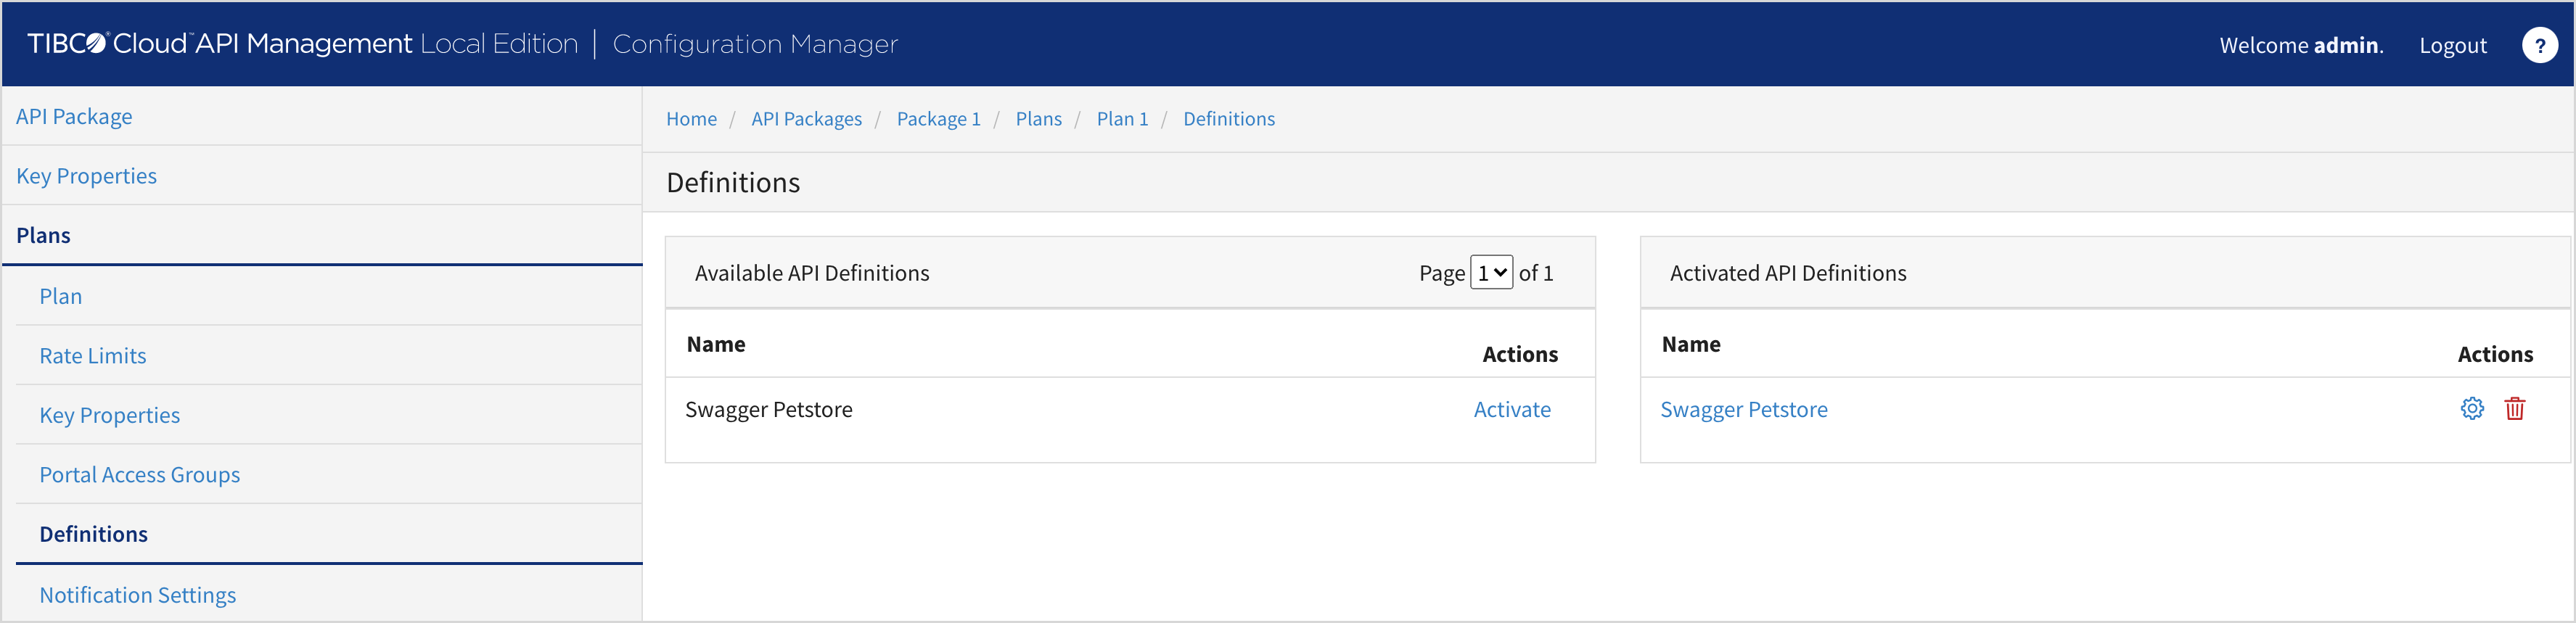 TIBCO® Cloud™ API Management Local Edition | Configuration Manager
Welcome admin. Logout ?
API Package
Key Properties
Plans
Plan
Rate Limits
Key Properties
Portal Access Groups
Definitions
Notification Settings
Home / API Packages / Package 1 / Plans / Plan 1 / Definitions
Definitions
Available API Definitions Page 1 of 1
Name Actions
Swagger Petstore Activate
Activated API Definitions
Name Actions
Swagger Petstore